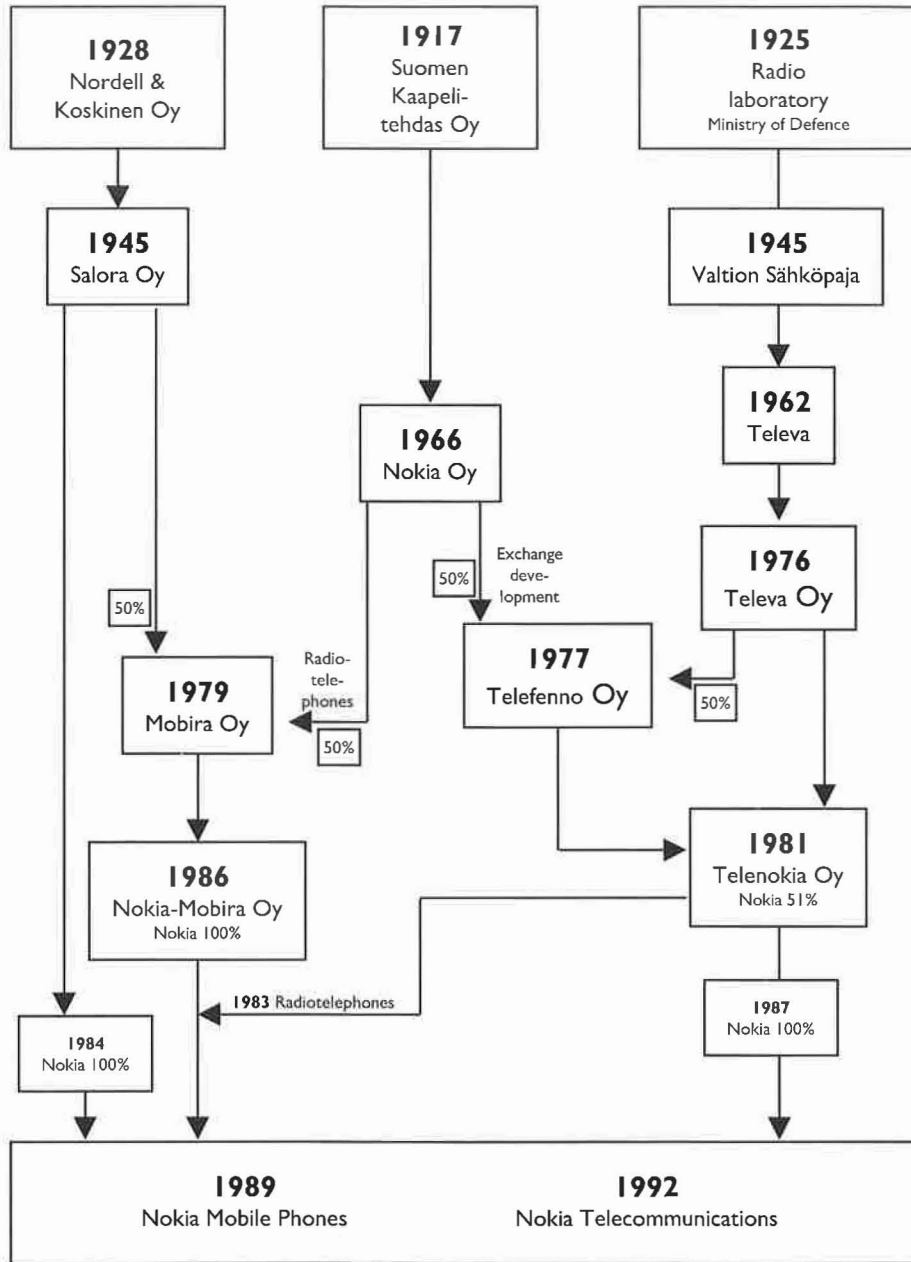 1928
Nordell &
Koskinen Oy
1917
Suomen
Kaapeli-
tehdas Oy
1925
Radio
laboratory
Ministry of Defence
1945
Salora Oy
1945
Valtion Sähköpaja
1962
Televa
1966
Nokia Oy
1976
Televa Oy
50%
Exchange
deve-
lopment
50%
1977
Telefenno Oy
50%
Radio-
tele-
phones
1979
Mobira Oy
50%
1981
Telenokia Oy
Nokia 51%
1986
Nokia-Mobira Oy
Nokia 100%
1983 Radiotelephones
1987
Nokia 100%
1984
Nokia 100%
1989
Nokia Mobile Phones
1992
Nokia Telecommunications